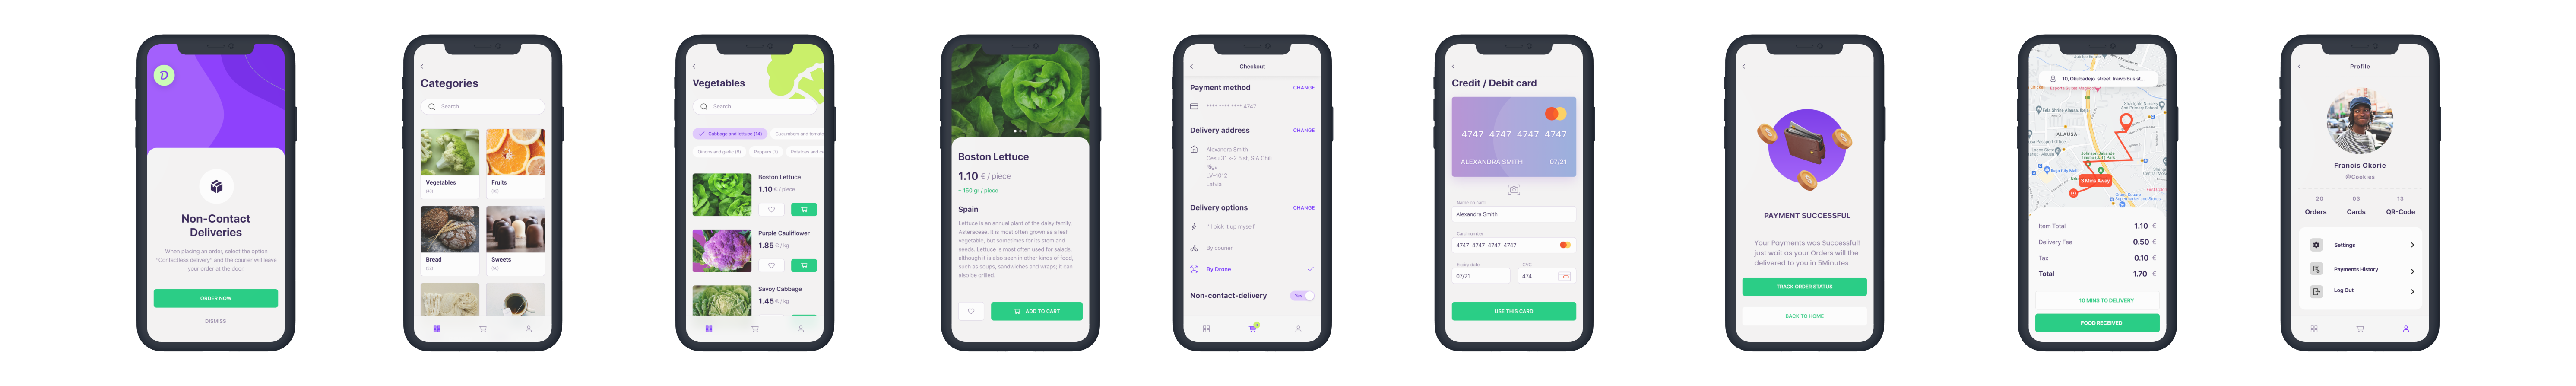 D
Non-Contact
Deliveries
When placing an order, select the option
"Contactless delivery" and the courier will leave
your order at the door.
ORDER NOW
DISMISS
Categories
Search
Vegetables
Fruits
Bread
Sweets
Vegetables
Search
Cabbage and lettuce (14)
Onions and garlic (8)
Peppers (7)
Boston Lettuce
1.10 € / piece
Purple Cauliflower
1.85 € / kg
Savoy Cabbage
1.45 € / kg
Boston Lettuce
1.10 € / piece
~ 150 gr / piece
Spain
Lettuce is an annual plant of the daisy family,
Asteraceae. It is most often grown as a leaf
vegetable, but sometimes for its stem and
seeds. Lettuce is most often used for salads,
although it is also seen in other kinds of food,
such as soups, sandwiches and wraps; it can
also be grilled.
ADD TO CART
Checkout
Payment method
CHANGE
**** **** **** 4747
Delivery address
CHANGE
Alexandra Smith
Cesu 31 k-2 5.st, SIA Chili
Riga
LV-1012
Latvia
Delivery options
CHANGE
I'll pick it up myself
By courier
By Drone
Non-contact-delivery
Yes
Credit / Debit card
4747 4747 4747 4747
ALEXANDRA SMITH
07/21
Name on card
Alexandra Smith
Card number
4747 4747 4747 4747
Expiry date
CVC
07/21
474
USE THIS CARD
PAYMENT SUCCESSFUL
Your Payments was Successfull
just wait as your Orders will the
delivered to you in 5Minutes
TRACK ORDER STATUS
BACK TO HOME
10, Okubadejo street Irawo Bus st...
ALAUSA
Johnson Jakande
Tinubu (JJT) Park
Ikeja City Mall
3 Mins Away
Item Total
1.10 €
Delivery Fee
0.50 €
Tax
0.10 €
Total
1.70 €
10 MINS TO DELIVERY
FOOD RECEIVED
Profile
Francis Okorie
@Cookies
20
03
13
Orders
Cards
QR-Code
Settings
Payments History
Log Out